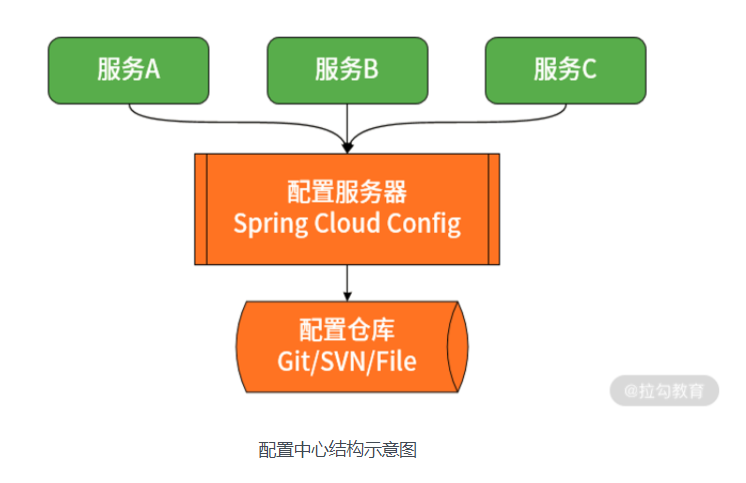 服务A
服务B
服务C
配置服务器
Spring Cloud Config
配置仓库
Git/SVN/File
@拉勾教育
配置中心结构示意图